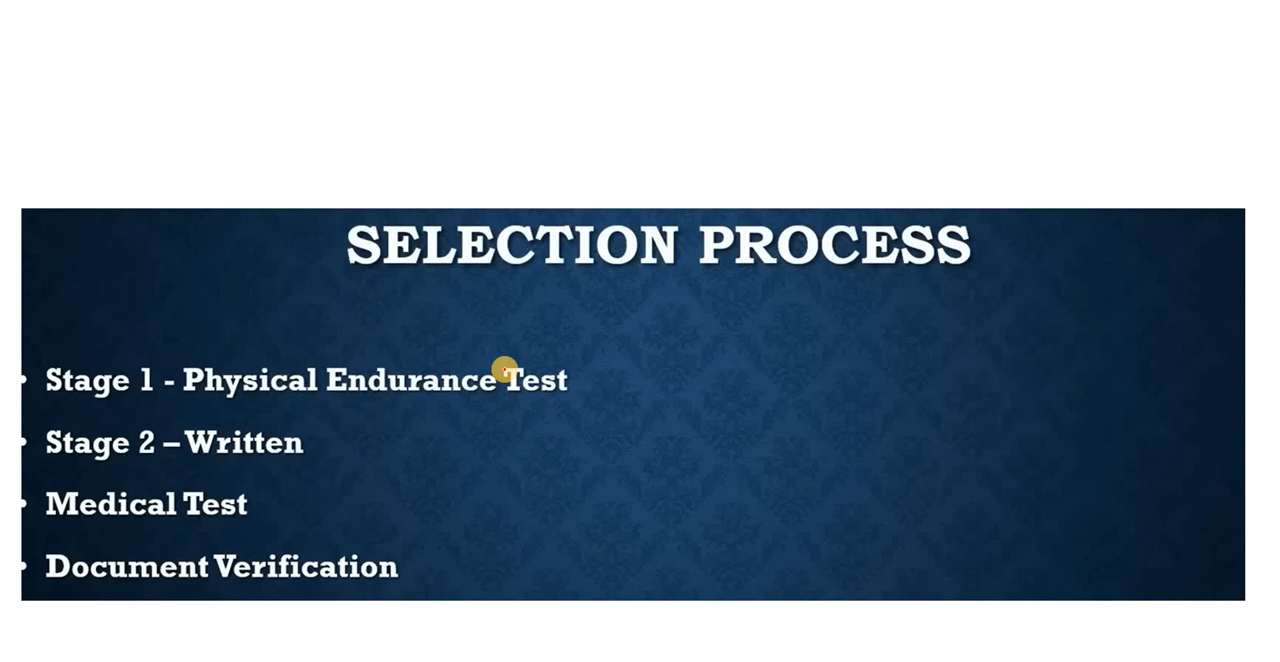 SELECTION PROCESS
• Stage 1 - Physical Endurance Test
• Stage 2 – Written
• Medical Test
• Document Verification